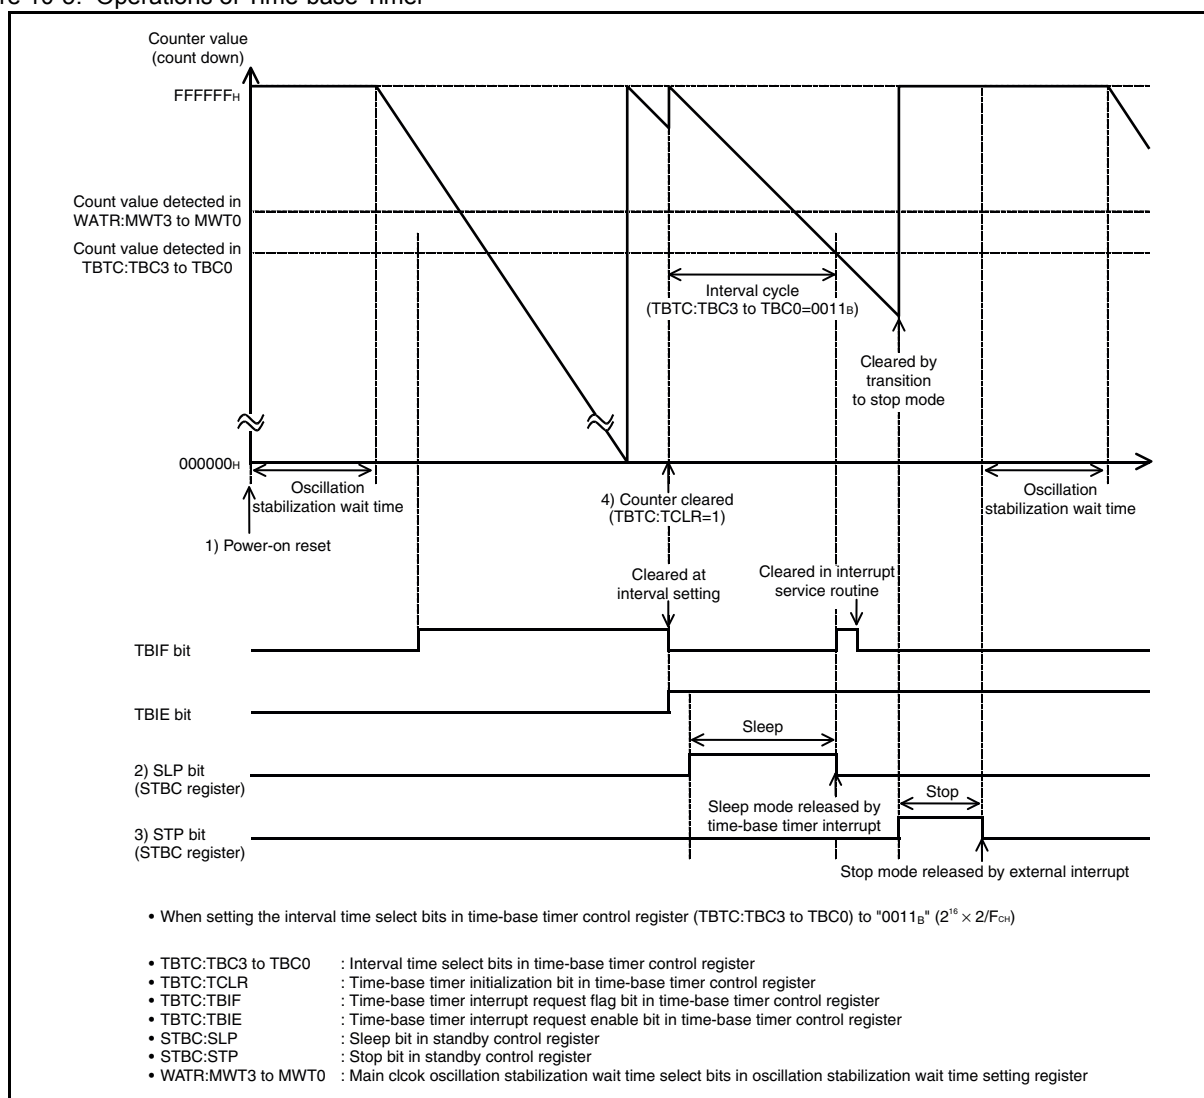 Operations of Time-base Timer
Counter value
(count down)
FFFFFFH
Count value detected in
WATR:MWT3 to MWT0
Count value detected in
TBTC:TBC3 to TBC0
Interval cycle
(TBTC:TBC3 to TBC0=0011B)
Cleared by
transition
to stop mode
000000H
Oscillation
stabilization wait time
4) Counter cleared
(TBTC:TCLR=1)
Oscillation
stabilization wait time
1) Power-on reset
Cleared at
interval setting
Cleared in interrupt
service routine
TBIF bit
TBIE bit
Sleep
2) SLP bit
(STBC register)
Stop
Sleep mode released by
time-base timer interrupt
3) STP bit
(STBC register)
Stop mode released by external interrupt
• When setting the interval time select bits in time-base timer control register (TBTC:TBC3 to TBC0) to "0011B" (2¹⁶ × 2/FCH)
• TBTC:TBC3 to TBC0 : Interval time select bits in time-base timer control register
• TBTC:TCLR : Time-base timer initialization bit in time-base timer control register
• TBTC:TBIF : Time-base timer interrupt request flag bit in time-base timer control register
• TBTC:TBIE : Time-base timer interrupt request enable bit in time-base timer control register
• STBC:SLP : Sleep bit in standby control register
• STBC:STP : Stop bit in standby control register
• WATR:MWT3 to MWT0 : Main clcok oscillation stabilization wait time select bits in oscillation stabilization wait time setting register